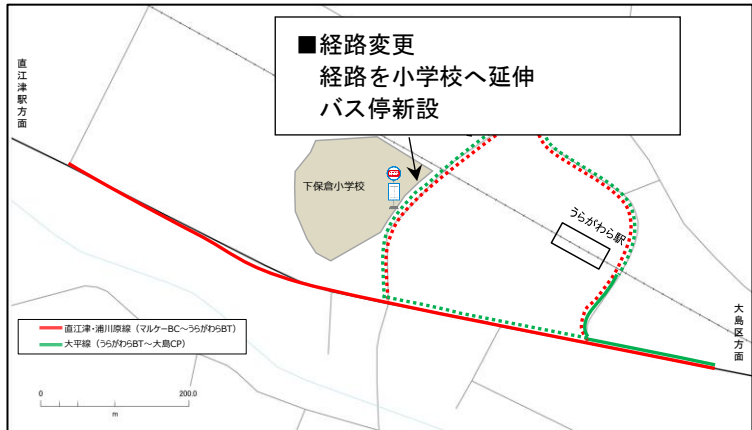 ■経路変更
経路を小学校へ延伸
バス停新設
直江津駅方面
下保倉小学校
うらがわら駅
大島区方面
直江津・浦川原線（マルケーBC～うらがわらBT）
大平線（うらがわらBT～大島CP）
0 200.0
m